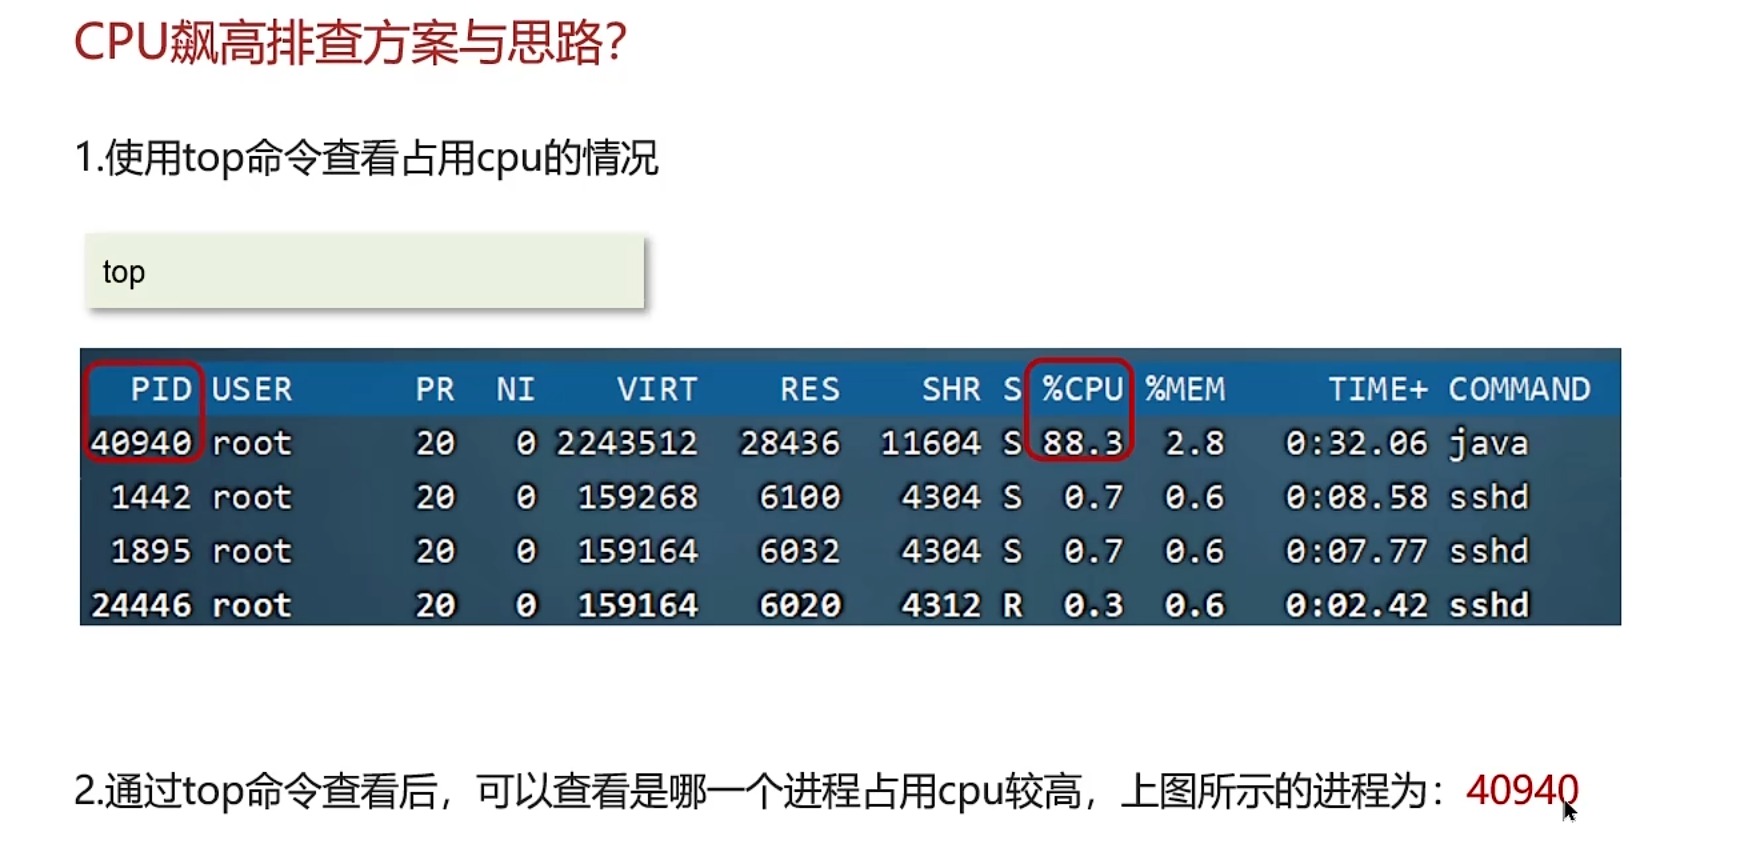 CPU飙高排查方案与思路？
1.使用top命令查看占用cpu的情况
top
PID USER PR NI VIRT RES SHR S %CPU %MEM TIME+ COMMAND
40940 root 20 0 2243512 28436 11604 S 88.3 2.8 0:32.06 java
1442 root 20 0 159268 6100 4304 S 0.7 0.6 0:08.58 sshd
1895 root 20 0 159164 6032 4304 S 0.7 0.6 0:07.77 sshd
24446 root 20 0 159164 6020 4312 R 0.3 0.6 0:02.42 sshd
2.通过top命令查看后，可以查看是哪一个进程占用cpu较高，上图所示的进程为：40940